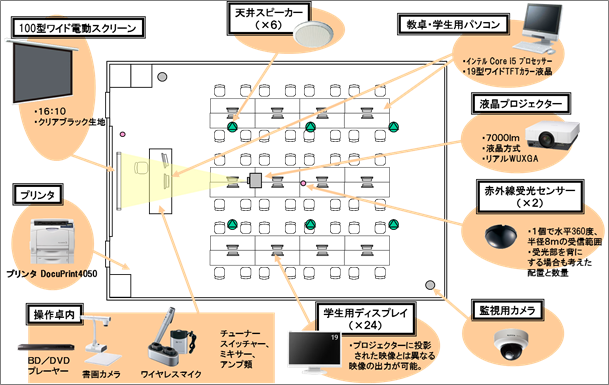 100型ワイド電動スクリーン
・16：10
・クリアブラック生地
天井スピーカー
（×6）
教卓・学生用パソコン
・インテル Core i5 プロセッサー
・19型ワイドTFTカラー液晶
液晶プロジェクター
・7000lm
・液晶方式
・リアルWUXGA
赤外線受光センサー
（×2）
・1個で水平360度、
半径8mの受信範囲
・受光部を背に
する場合も考えた
配置と数量
プリンタ
プリンタ DocuPrint4050
操作卓内
BD／DVD
プレーヤー
書画カメラ
ワイヤレスマイク
チューナー
スイッチャー、
ミキサー、
アンプ類
学生用ディスプレイ
（×24）
19
・プロジェクターに投影
された映像とは異なる
映像の出力が可能。
監視用カメラ